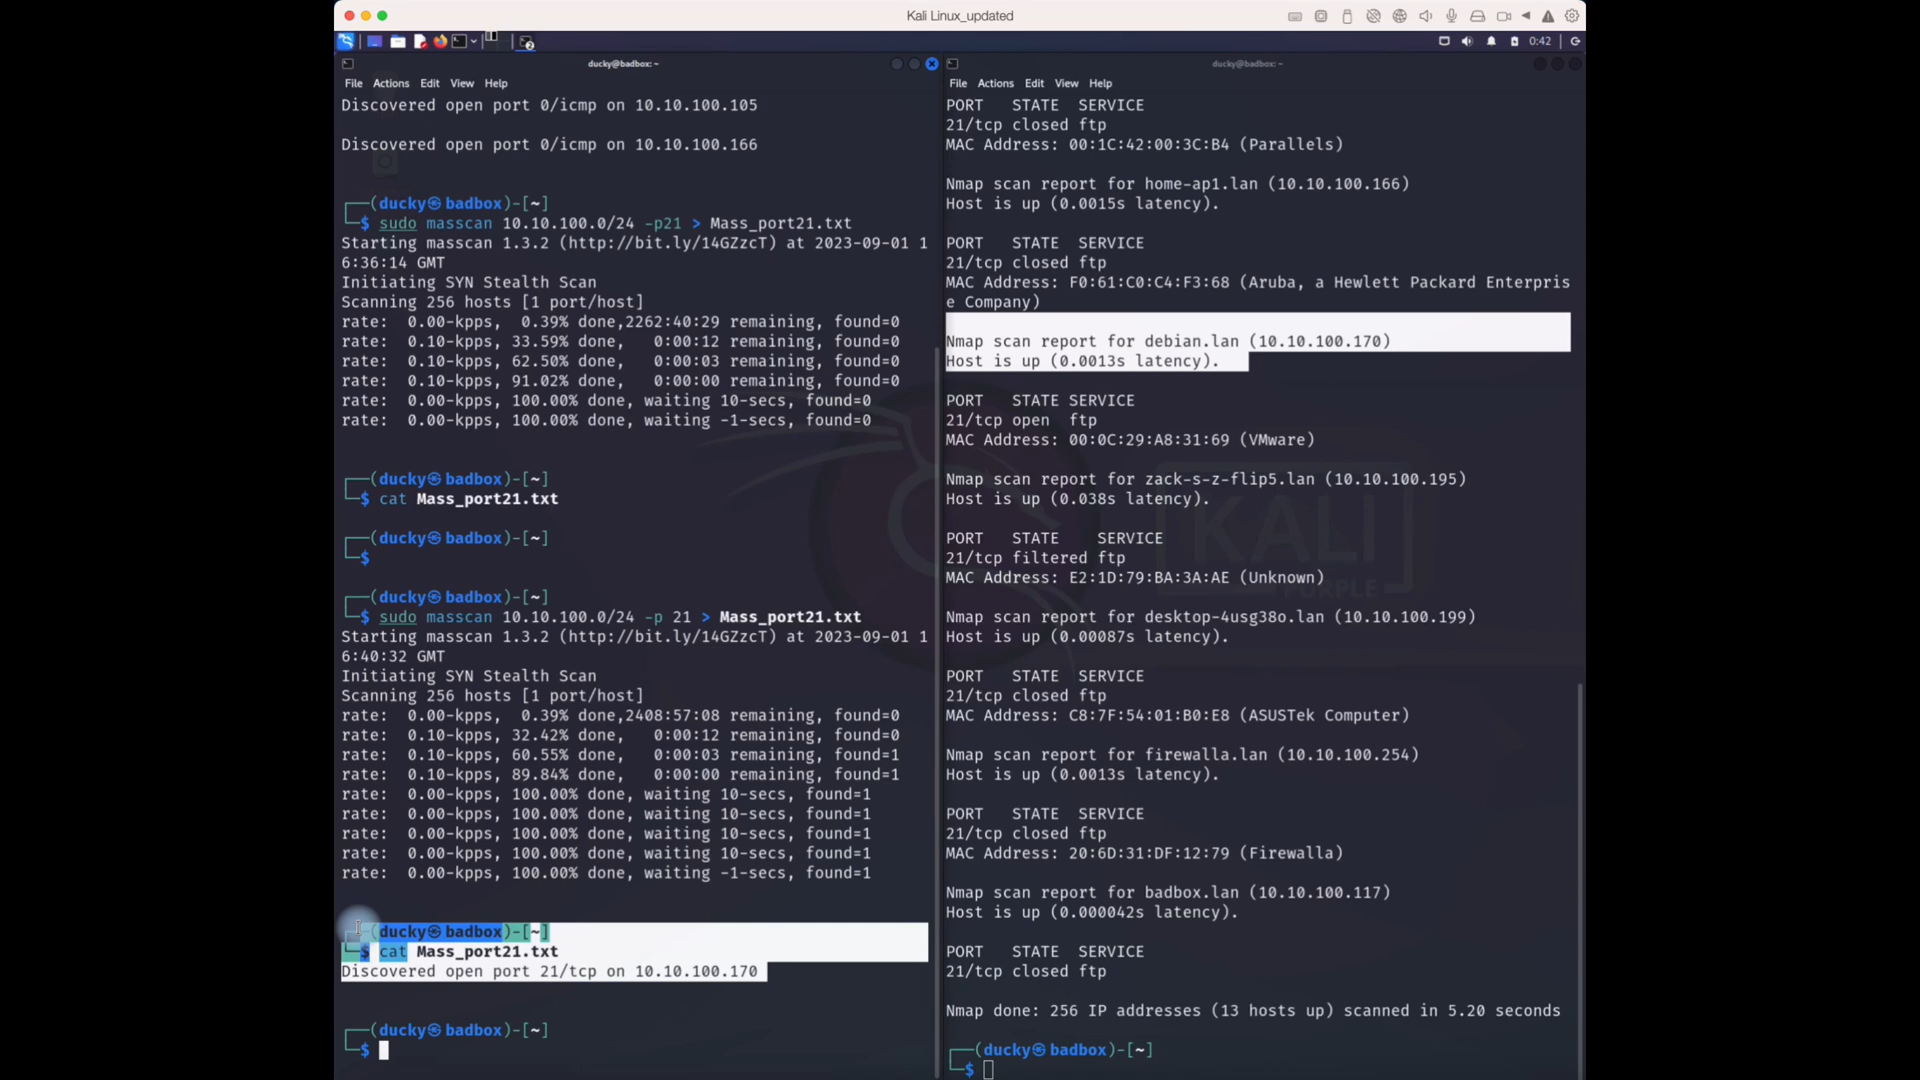 Kali Linux_updated
0:42
ducky@badbox: ~
File Actions Edit View Help
Discovered open port 0/icmp on 10.10.100.105
Discovered open port 0/icmp on 10.10.100.166
(ducky㉿badbox)-[~]
$ sudo masscan 10.10.100.0/24 -p21 > Mass_port21.txt
Starting masscan 1.3.2 (http://bit.ly/14GZzcT) at 2023-09-01 1
6:36:14 GMT
Initiating SYN Stealth Scan
Scanning 256 hosts [1 port/host]
rate:  0.00-kpps,  0.39% done,2262:40:29 remaining, found=0
rate:  0.10-kpps, 33.59% done,   0:00:12 remaining, found=0
rate:  0.10-kpps, 62.50% done,   0:00:03 remaining, found=0
rate:  0.10-kpps, 91.02% done,   0:00:00 remaining, found=0
rate:  0.00-kpps, 100.00% done, waiting 10-secs, found=0
rate:  0.00-kpps, 100.00% done, waiting -1-secs, found=0
(ducky㉿badbox)-[~]
$ cat Mass_port21.txt
(ducky㉿badbox)-[~]
$
(ducky㉿badbox)-[~]
$ sudo masscan 10.10.100.0/24 -p 21 > Mass_port21.txt
Starting masscan 1.3.2 (http://bit.ly/14GZzcT) at 2023-09-01 1
6:40:32 GMT
Initiating SYN Stealth Scan
Scanning 256 hosts [1 port/host]
rate:  0.00-kpps,  0.39% done,2408:57:08 remaining, found=0
rate:  0.10-kpps, 32.42% done,   0:00:12 remaining, found=0
rate:  0.10-kpps, 60.55% done,   0:00:03 remaining, found=1
rate:  0.10-kpps, 89.84% done,   0:00:00 remaining, found=1
rate:  0.00-kpps, 100.00% done, waiting 10-secs, found=1
rate:  0.00-kpps, 100.00% done, waiting 10-secs, found=1
rate:  0.00-kpps, 100.00% done, waiting 10-secs, found=1
rate:  0.00-kpps, 100.00% done, waiting 10-secs, found=1
rate:  0.00-kpps, 100.00% done, waiting -1-secs, found=1
(ducky㉿badbox)-[~]
$ cat Mass_port21.txt
Discovered open port 21/tcp on 10.10.100.170
(ducky㉿badbox)-[~]
$
ducky@badbox: ~
File Actions Edit View Help
PORT   STATE  SERVICE
21/tcp closed ftp
MAC Address: 00:1C:42:00:3C:B4 (Parallels)
Nmap scan report for home-ap1.lan (10.10.100.166)
Host is up (0.0015s latency).
PORT   STATE  SERVICE
21/tcp closed ftp
MAC Address: F0:61:C0:C4:F3:68 (Aruba, a Hewlett Packard Enterpris
e Company)
Nmap scan report for debian.lan (10.10.100.170)
Host is up (0.0013s latency).
PORT   STATE SERVICE
21/tcp open  ftp
MAC Address: 00:0C:29:A8:31:69 (VMware)
Nmap scan report for zack-s-z-flip5.lan (10.10.100.195)
Host is up (0.038s latency).
PORT   STATE    SERVICE
21/tcp filtered ftp
MAC Address: E2:1D:79:BA:3A:AE (Unknown)
Nmap scan report for desktop-4usg38o.lan (10.10.100.199)
Host is up (0.00087s latency).
PORT   STATE  SERVICE
21/tcp closed ftp
MAC Address: C8:7F:54:01:B0:E8 (ASUSTek Computer)
Nmap scan report for firewalla.lan (10.10.100.254)
Host is up (0.0013s latency).
PORT   STATE  SERVICE
21/tcp closed ftp
MAC Address: 20:6D:31:DF:12:79 (Firewalla)
Nmap scan report for badbox.lan (10.10.100.117)
Host is up (0.000042s latency).
PORT   STATE  SERVICE
21/tcp closed ftp
Nmap done: 256 IP addresses (13 hosts up) scanned in 5.20 seconds
(ducky㉿badbox)-[~]
$
KALI
PURPLE